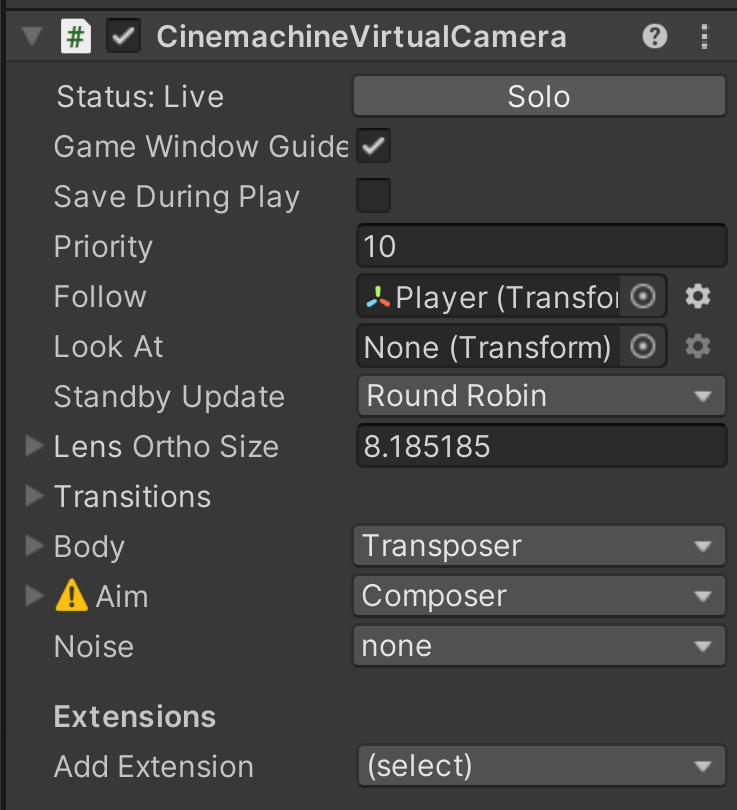 # CinemachineVirtualCamera ?
Status: Live Solo
Game Window Guide
Save During Play
Priority 10
Follow Player (Transfor
Look At None (Transform)
Standby Update Round Robin
Lens Ortho Size 8.185185
Transitions
Body Transposer
! Aim Composer
Noise none
Extensions
Add Extension (select)